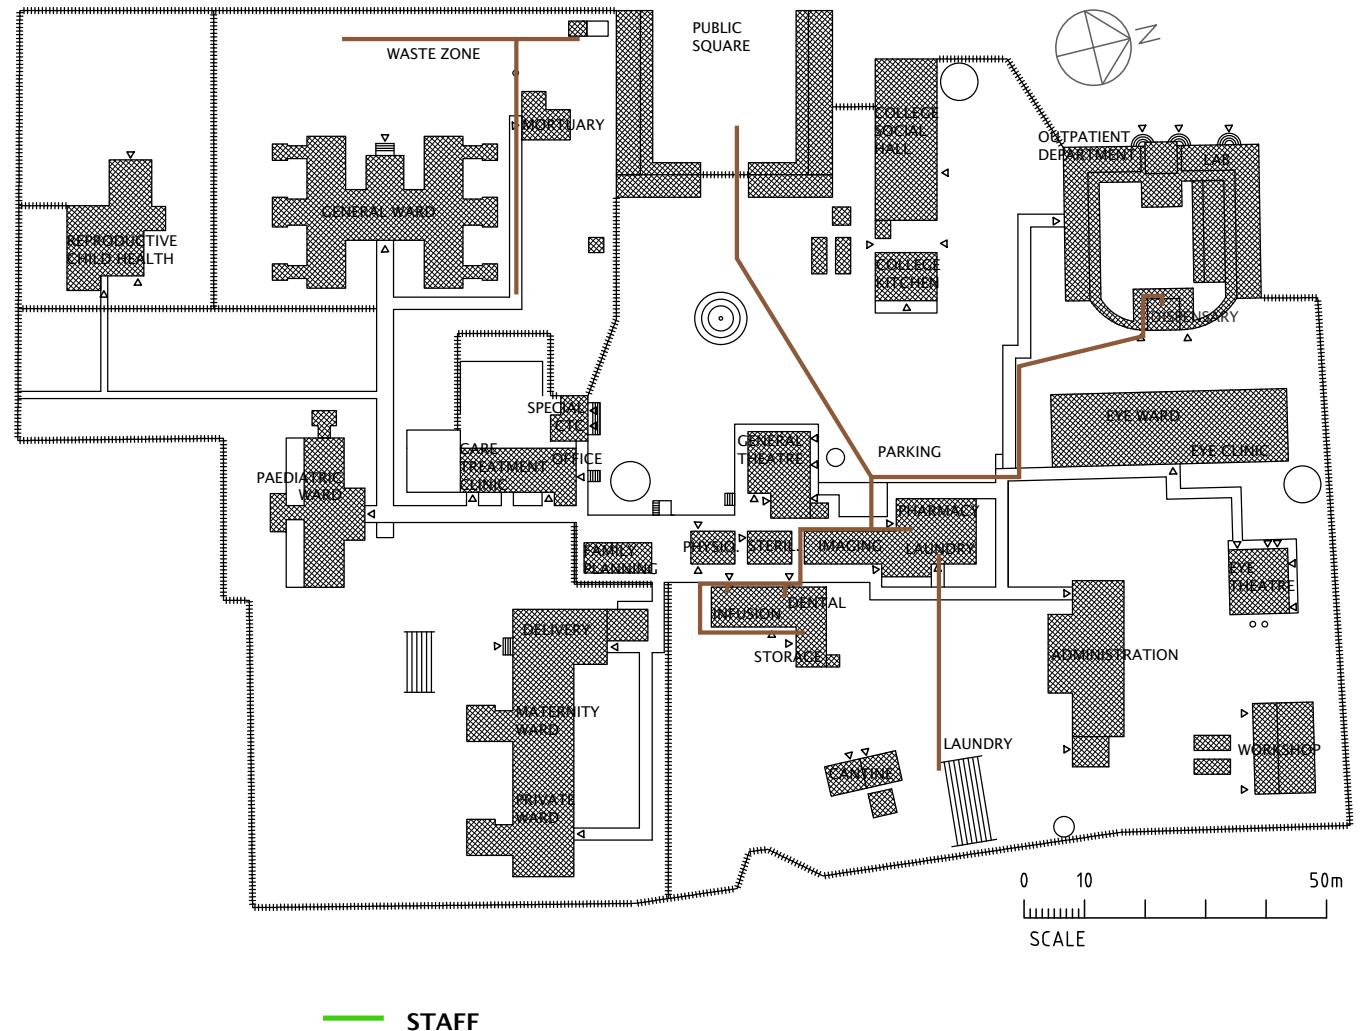 PUBLIC
SQUARE
N
WASTE ZONE
MORTUARY
COLLEGE
SOCIAL
HALL
OUTPATIENT
DEPARTMENT
LAB
GENERAL WARD
REPRODUCTIVE
CHILD HEALTH
COLLEGE
KITCHEN
DISPENSARY
SPECIAL
CTC
EYE WARD
EYE CLINIC
GENERAL
THEATRE
PARKING
CARE
TREATMENT
CLINIC
OFFICE
PAEDIATRIC
WARD
PHARMACY
FAMILY
PLANNING
PHYSIO.
STERIL.
IMAGING
LAUNDRY
EYE
THEATRE
INFUSION
DENTAL
DELIVERY
STORAGE
ADMINISTRATION
MATERNITY
WARD
LAUNDRY
WORKSHOP
CANTINE
PRIVATE
WARD
0 10 50m
SCALE
STAFF